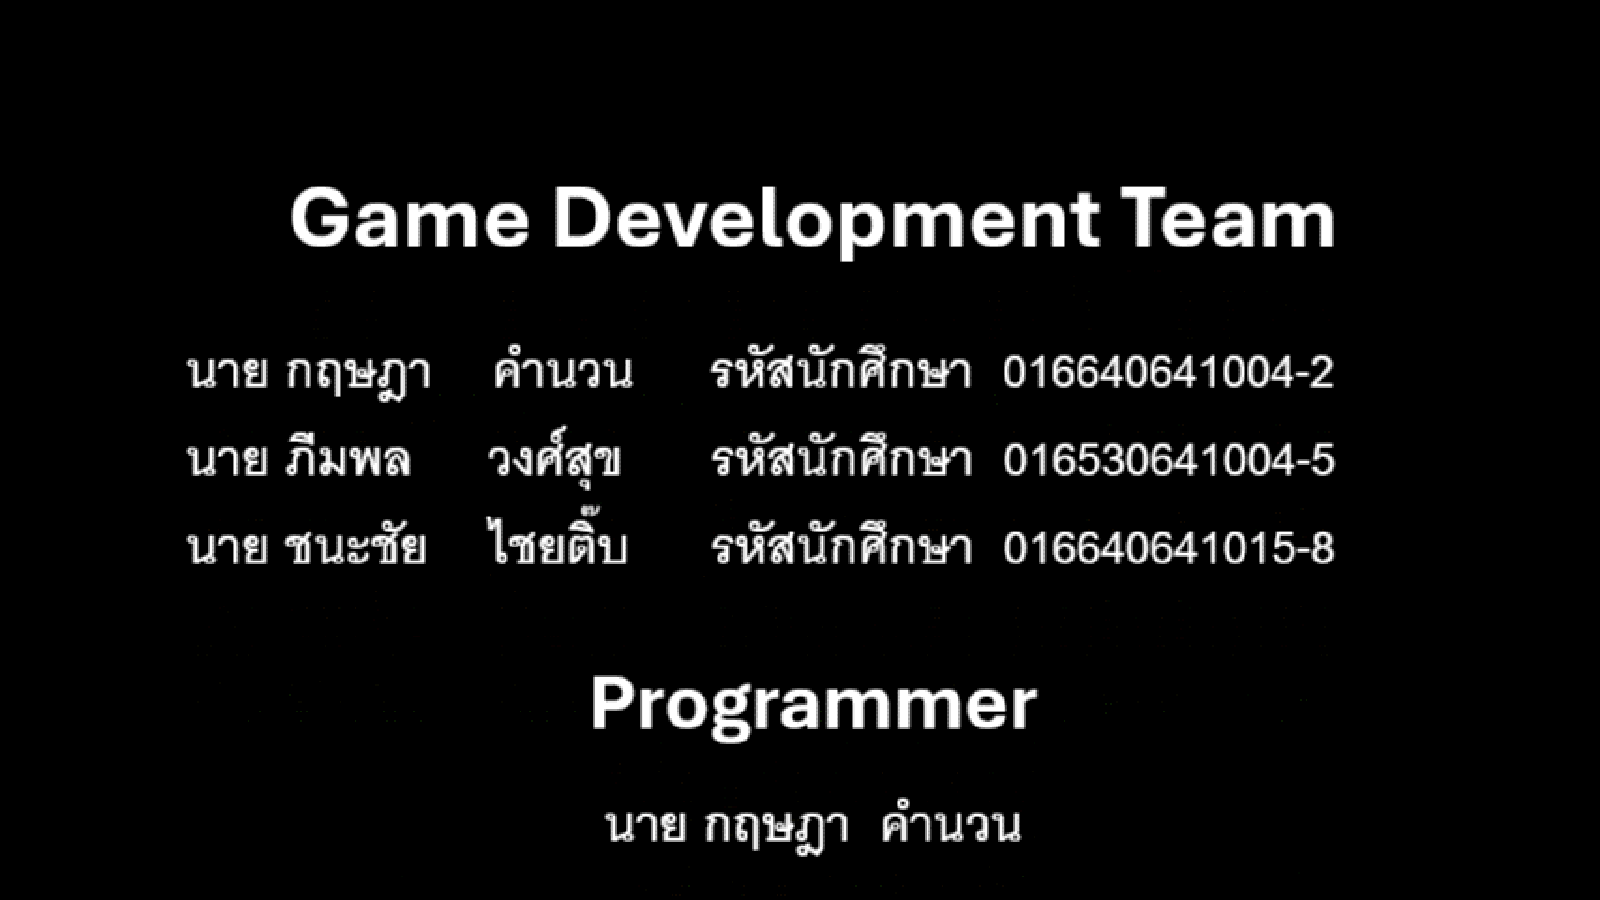 Game Development Team
นาย กฤษฎา คำนวน รหัสนักศึกษา 016640641004-2
นาย ภีมพล วงศ์สุข รหัสนักศึกษา 016530641004-5
นาย ชนะชัย ไชยติ๊บ รหัสนักศึกษา 016640641015-8
Programmer
นาย กฤษฎา คำนวน